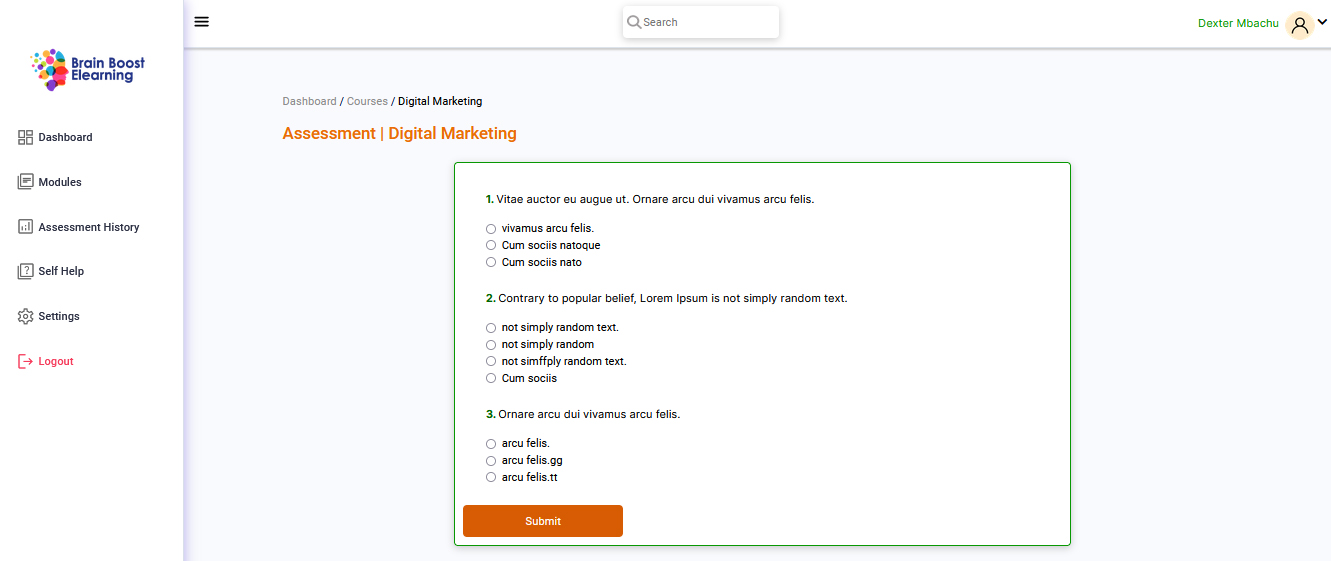 Search
Dexter Mbachu
Brain Boost
Elearning
Dashboard
Modules
Assessment History
Self Help
Settings
Logout
Dashboard / Courses / Digital Marketing
Assessment | Digital Marketing
1. Vitae auctor eu augue ut. Ornare arcu dui vivamus arcu felis.
vivamus arcu felis.
Cum sociis natoque
Cum sociis nato
2. Contrary to popular belief, Lorem Ipsum is not simply random text.
not simply random text.
not simply random
not simffply random text.
Cum sociis
3. Ornare arcu dui vivamus arcu felis.
arcu felis.
arcu felis.gg
arcu felis.tt
Submit